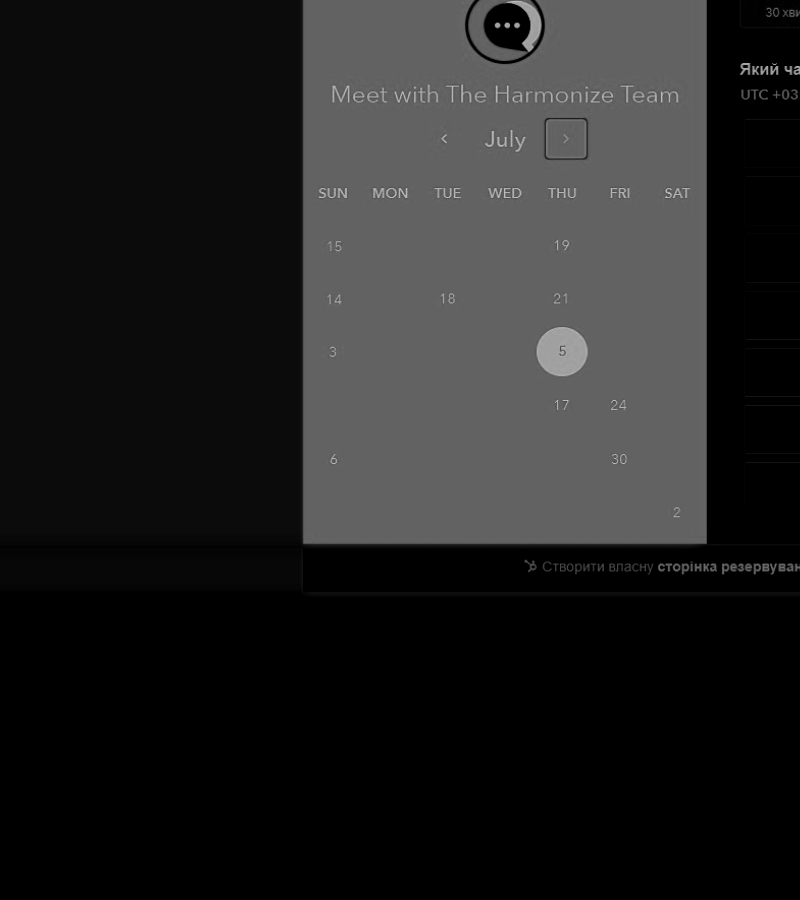 30 хви
Який ча
UTC +03
Meet with The Harmonize Team
July
SUN MON TUE WED THU FRI SAT
15 19
14 18 21
3 5
17 24
6 30
2
Створити власну сторінка резервуван